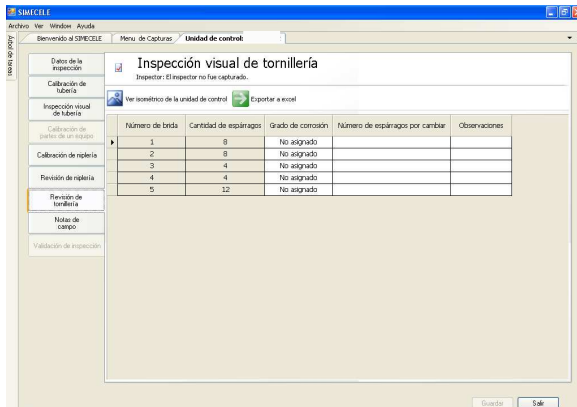 SIMECELE
Archivo Ver Window Ayuda
Árbol de tareas
Bienvenido al SIMECELE
Menu de Capturas
Unidad de control:
Datos de la
inspección
Calibración de
tubería
Inspección visual
de tubería
Calibración de
partes de un equipo
Calibración de niplería
Revisión de niplería
Revisión de
tornillería
Notas de
campo
Validación de inspección
Inspección visual de tornillería
Inspector: El inspector no fue capturado.
Ver isométrico de la unidad de control Exportar a excel
Número de brida Cantidad de espárragos Grado de corrosión Número de espárragos por cambiar Observaciones
1 8 No asignado
2 8 No asignado
3 4 No asignado
4 4 No asignado
5 12 No asignado
Guardar Salir